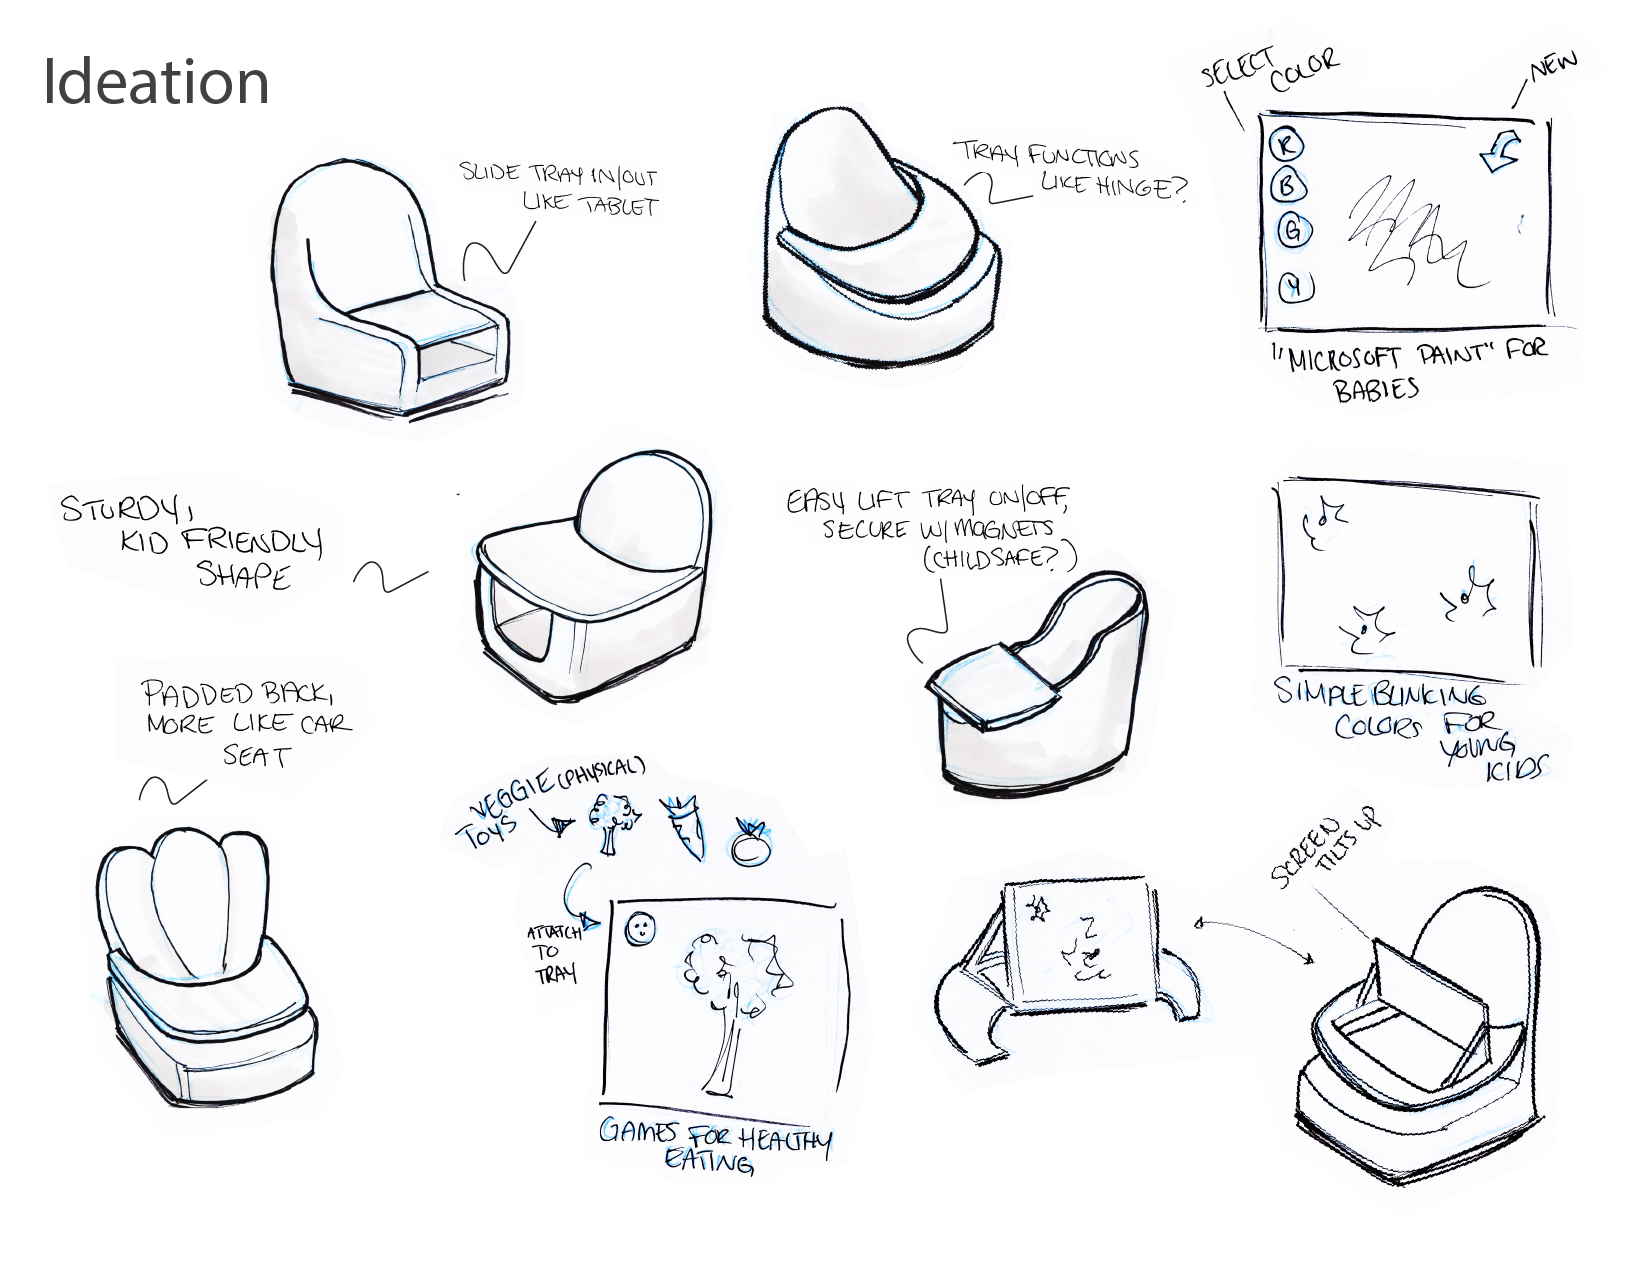 Ideation
SLIDE TRAY IN/OUT
LIKE TABLET
TRAY FUNCTIONS
LIKE HINGE?
SELECT
COLOR
NEW
R
B
G
Y
"MICROSOFT PAINT" FOR
BABIES
STURDY,
KID FRIENDLY
SHAPE
EASY LIFT TRAY ON/OFF,
SECURE W/MAGNETS
(CHILDSAFE?)
SIMPLE BLINKING
COLORS FOR
YOUNG
KIDS
PADDED BACK,
MORE LIKE CAR
SEAT
VEGGIE (PHYSICAL)
TOYS
ATTATCH
TO
TRAY
GAMES FOR HEALTHY
EATING
SCREEN
TILTS UP